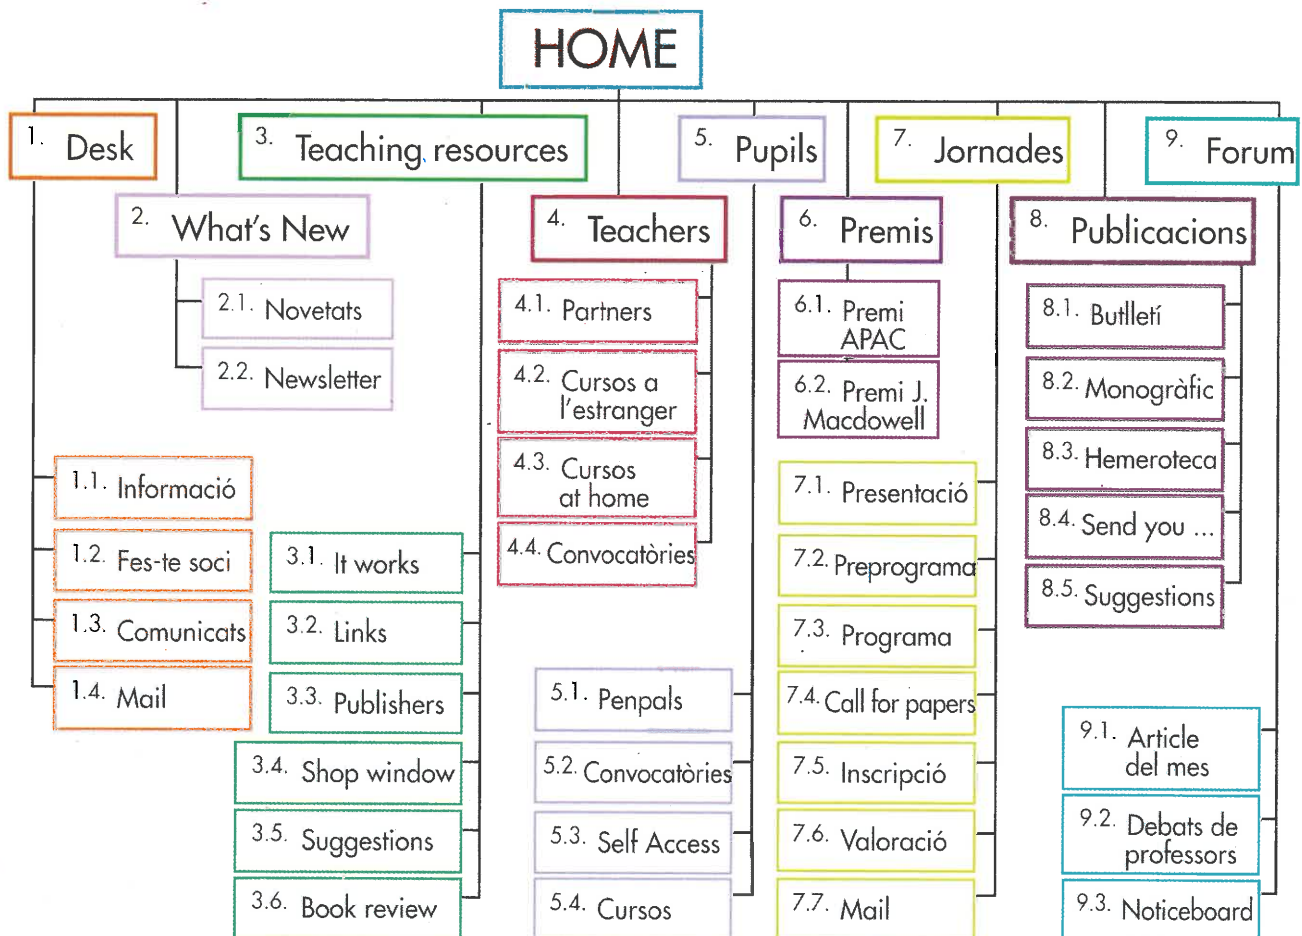 HOME
1. Desk
1.1. Informació
1.2. Fes-te soci
1.3. Comunicats
1.4. Mail
2. What's New
2.1. Novetats
2.2. Newsletter
3. Teaching resources
3.1. It works
3.2. Links
3.3. Publishers
3.4. Shop window
3.5. Suggestions
3.6. Book review
4. Teachers
4.1. Partners
4.2. Cursos a
l'estranger
4.3. Cursos
at home
4.4. Convocatòries
5. Pupils
5.1. Penpals
5.2. Convocatòries
5.3. Self Access
5.4. Cursos
6. Premis
6.1. Premi
APAC
6.2. Premi J.
Macdowell
7. Jornades
7.1. Presentació
7.2. Preprograma
7.3. Programa
7.4. Call for papers
7.5. Inscripció
7.6. Valoració
7.7. Mail
8. Publicacions
8.1. Butlletí
8.2. Monogràfic
8.3. Hemeroteca
8.4. Send you ...
8.5. Suggestions
9. Forum
9.1. Article
del mes
9.2. Debats de
professors
9.3. Noticeboard